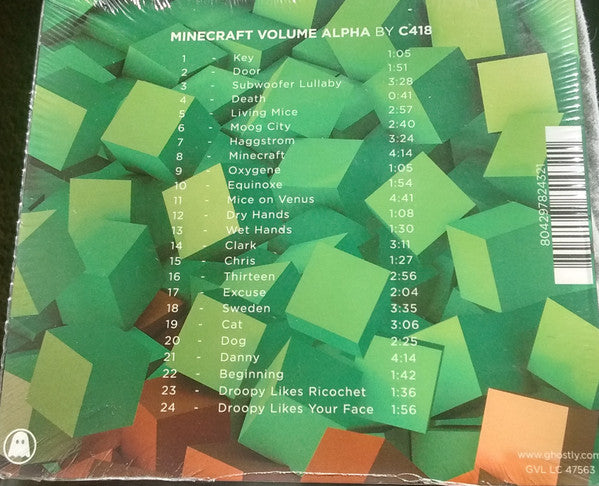 MINECRAFT VOLUME ALPHA BY C418
1 - Key 1:05
2 - Door 1:51
3 - Subwoofer Lullaby 3:28
4 - Death 0:41
5 - Living Mice 2:57
6 - Moog City 2:40
7 - Haggstrom 3:24
8 - Minecraft 4:14
9 - Oxygene 1:05
10 - Equinoxe 1:54
11 - Mice on Venus 4:41
12 - Dry Hands 1:08
13 - Wet Hands 1:30
14 - Clark 3:11
15 - Chris 1:27
16 - Thirteen 2:56
17 - Excuse 2:04
18 - Sweden 3:35
19 - Cat 3:06
20 - Dog 2:25
21 - Danny 4:14
22 - Beginning 1:42
23 - Droopy Likes Ricochet 1:36
24 - Droopy Likes Your Face 1:56
804297824321
www.ghostly.com
GVL LC 47563